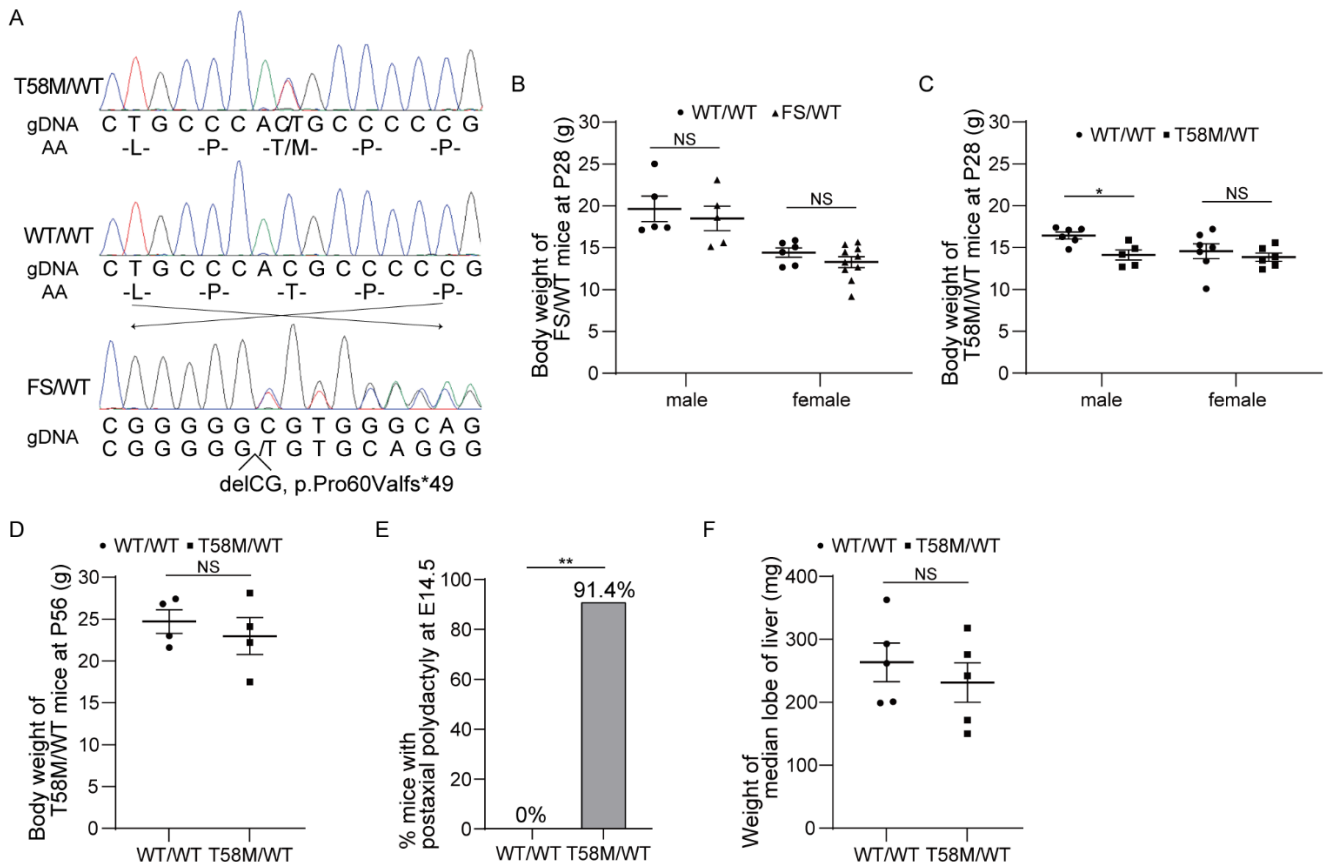 A
T58M/WT
gDNA C T G C C C A C/T G C C C C C G
AA -L- -P- -T/M- -P- -P-
WT/WT
gDNA C T G C C C A C G C C C C C G
AA -L- -P- -T- -P- -P-
FS/WT
gDNA
C G G G G G C G T G G G C A G
C G G G G G/T G T G C A G G G
delCG, p.Pro60Valfs*49
B
WT/WT FS/WT
Body weight of
FS/WT mice at P28 (g)
30
25
20
15
10
5
0
NS
NS
male female
C
WT/WT T58M/WT
Body weight of
T58M/WT mice at P28 (g)
30
25
20
15
10
5
0
*
NS
male female
D
WT/WT T58M/WT
Body weight of
T58M/WT mice at P56 (g)
30
25
20
15
10
5
0
NS
WT/WT T58M/WT
E
% mice with
postaxial polydactyly at E14.5
100
80
60
40
20
0
**
91.4%
0%
WT/WT T58M/WT
F
WT/WT T58M/WT
Weight of
median lobe of liver (mg)
400
300
200
100
0
NS
WT/WT T58M/WT